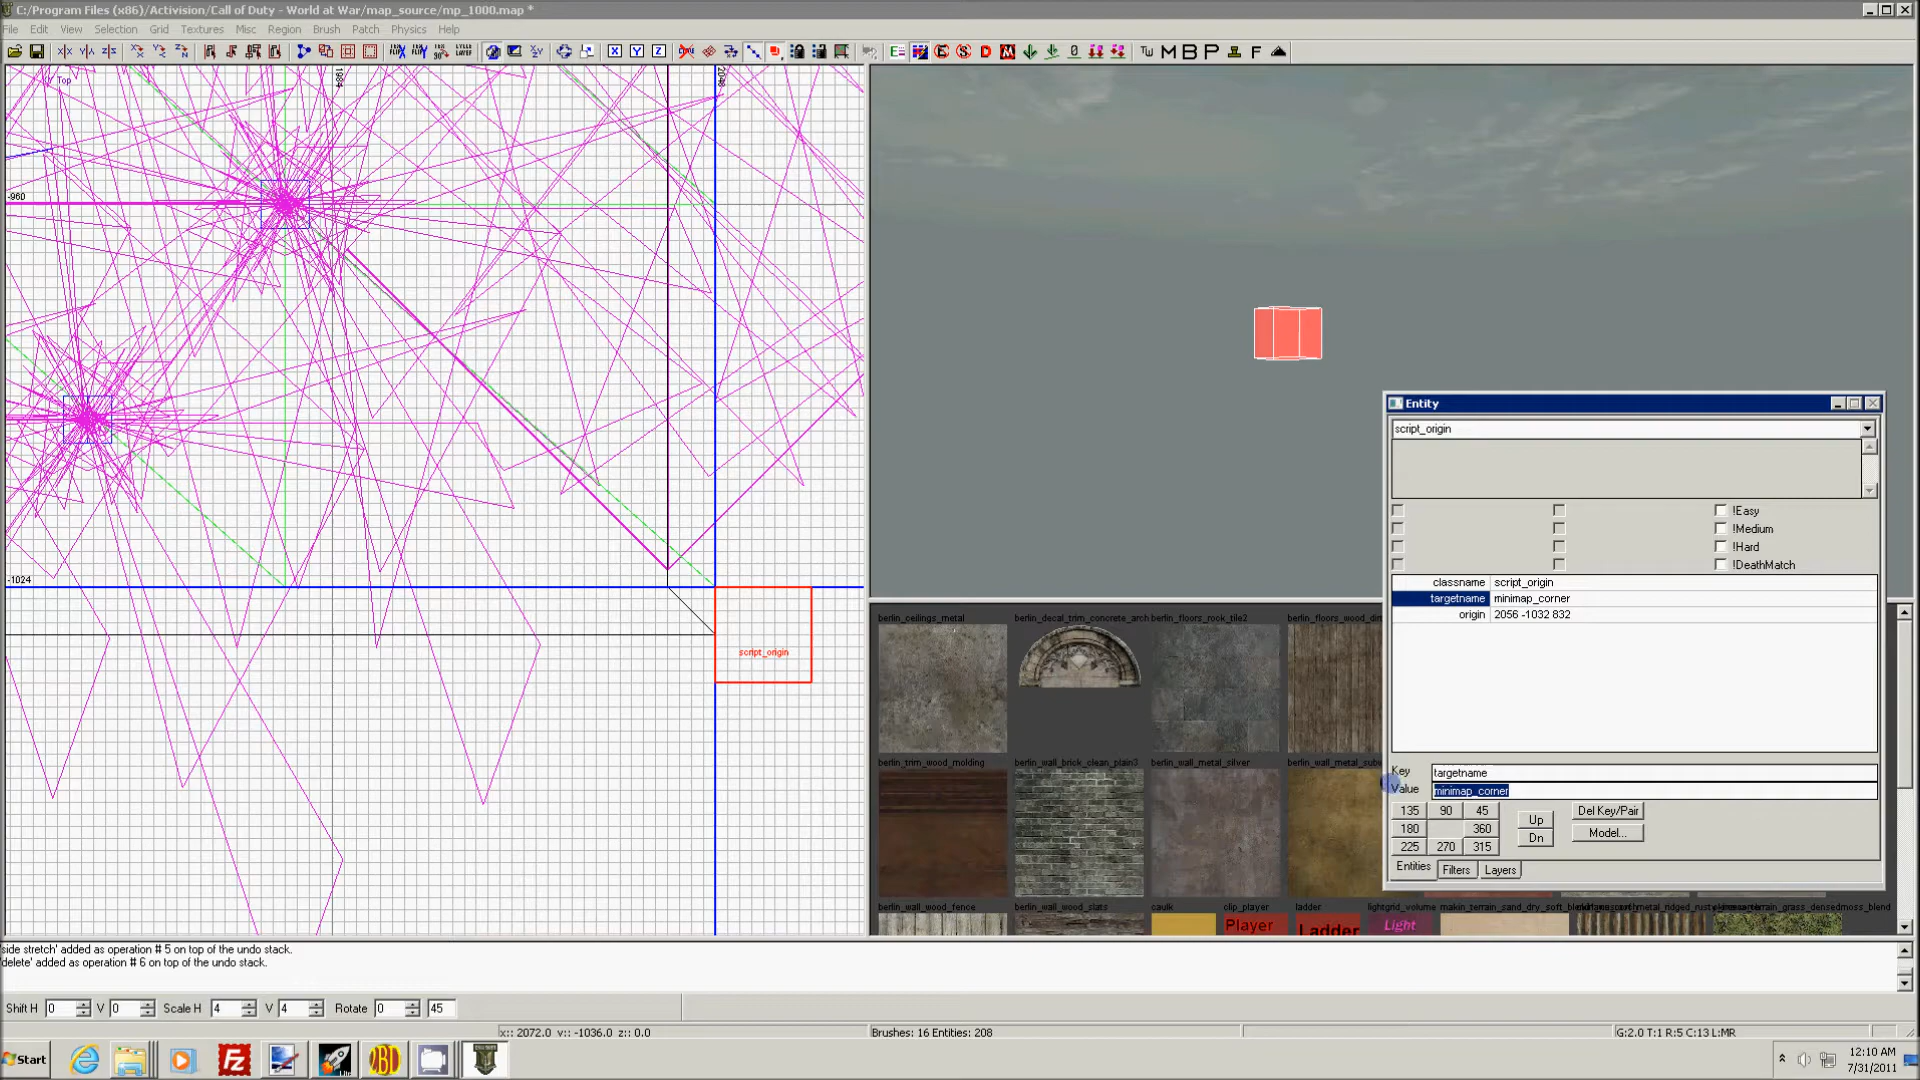 C:/Program Files (x86)/Activision/Call of Duty - World at War/map_source/mp_1000.map *
File Edit View Selection Grid Textures Misc Region Brush Patch Physics Help
M B P F
Top
1984
2048
-960
-1024
script_origin
Entity
script_origin
!Easy
!Medium
!Hard
!DeathMatch
classname script_origin
targetname minimap_corner
origin 2056 -1032 832
Key targetname
Value minimap_corner
135 90 45
180 360
225 270 315
Up
Dn
Del Key/Pair
Model...
Entities Filters Layers
berlin_ceilings_metal
berlin_decal_trim_concrete_arch
berlin_floors_rook_tile2
berlin_floors_wood_dirt
berlin_trim_wood_molding
berlin_wall_brick_clean_plain3
berlin_wall_metal_silver
berlin_wall_wood_fence
berlin_wall_wood_slats
caulk
clip_player
ladder
lightgrid_volume
Player
Ladder
Light
side stretch' added as operation # 5 on top of the undo stack.
'delete' added as operation # 6 on top of the undo stack.
Shift H 0 V 0 Scale H 4 V 4 Rotate 0 45
x:: 2072.0 v:: -1036.0 z:: 0.0
Brushes: 16 Entities: 208
G:2.0 T:1 R:5 C:13 L:MR
Start
12:10 AM
7/31/2011